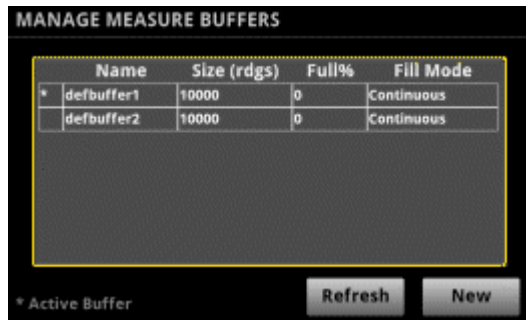 MANAGE MEASURE BUFFERS
Name Size (rdgs) Full% Fill Mode
* defbuffer1 10000 0 Continuous
defbuffer2 10000 0 Continuous
* Active Buffer Refresh New